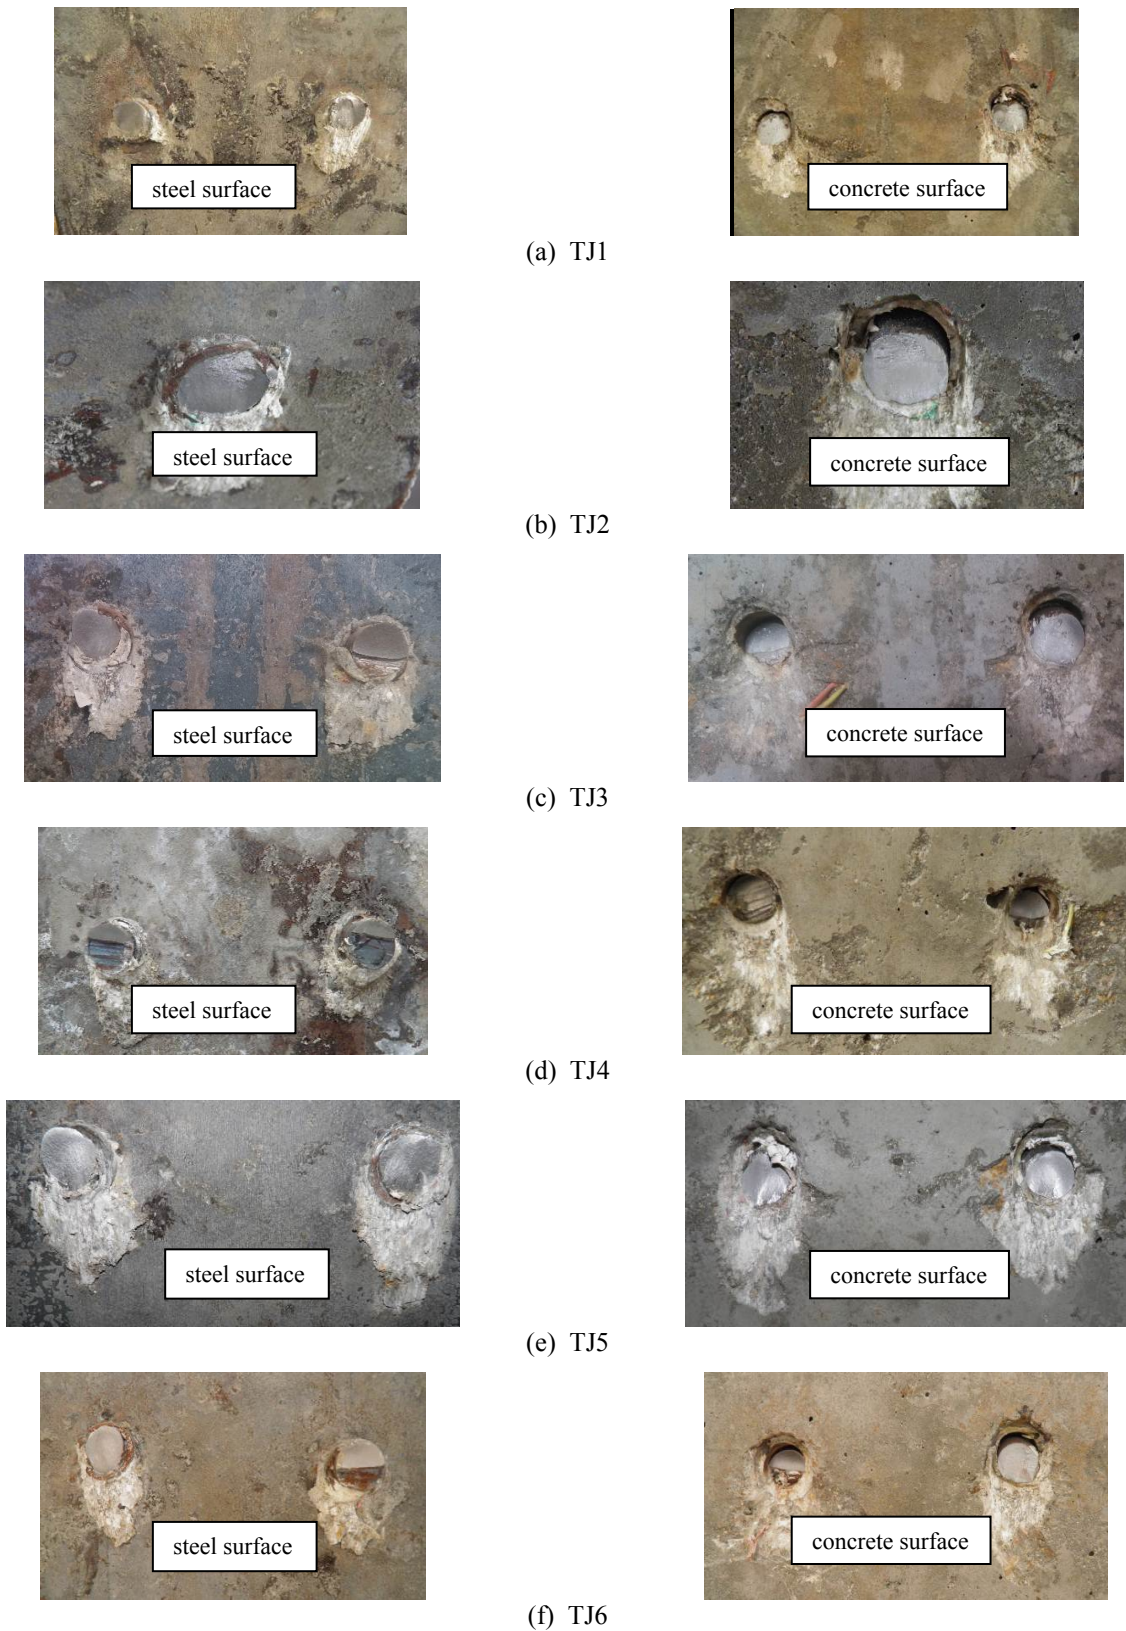 steel surface
concrete surface
(a) TJ1
steel surface
concrete surface
(b) TJ2
steel surface
concrete surface
(c) TJ3
steel surface
concrete surface
(d) TJ4
steel surface
concrete surface
(e) TJ5
steel surface
concrete surface
(f) TJ6